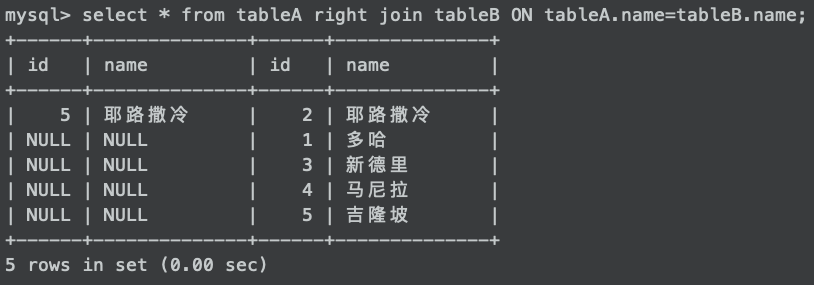 mysql> select * from tableA right join tableB ON tableA.name=tableB.name;
+------+--------------+------+--------------+
| id   | name         | id   | name         |
+------+--------------+------+--------------+
|    5 | 耶路撒冷     |    2 | 耶路撒冷     |
| NULL | NULL         |    1 | 多哈         |
| NULL | NULL         |    3 | 新德里       |
| NULL | NULL         |    4 | 马尼拉       |
| NULL | NULL         |    5 | 吉隆坡       |
+------+--------------+------+--------------+
5 rows in set (0.00 sec)